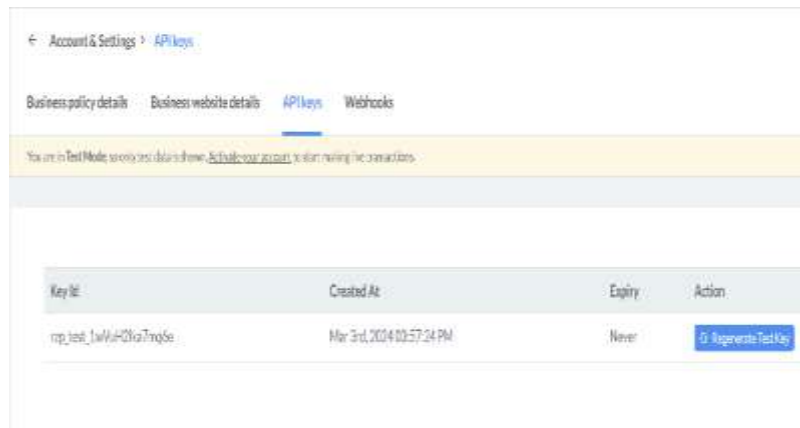 ← Account & Settings > API keys
Business policy details Business website details API keys Webhooks
You are in Test Mode, so only test data is shown. Activate your account to start making live transactions.
Key Id Created At Expiry Action
Mar 3rd, 2024 03:57:24 PM Never Regenerate Test Key